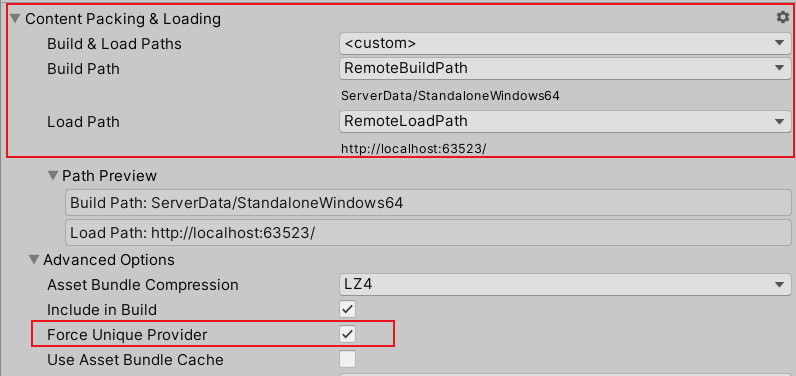 Content Packing & Loading
Build & Load Paths <custom>
Build Path RemoteBuildPath
ServerData/StandaloneWindows64
Load Path RemoteLoadPath
http://localhost:63523/
Path Preview
Build Path: ServerData/StandaloneWindows64
Load Path: http://localhost:63523/
Advanced Options
Asset Bundle Compression LZ4
Include in Build
Force Unique Provider
Use Asset Bundle Cache